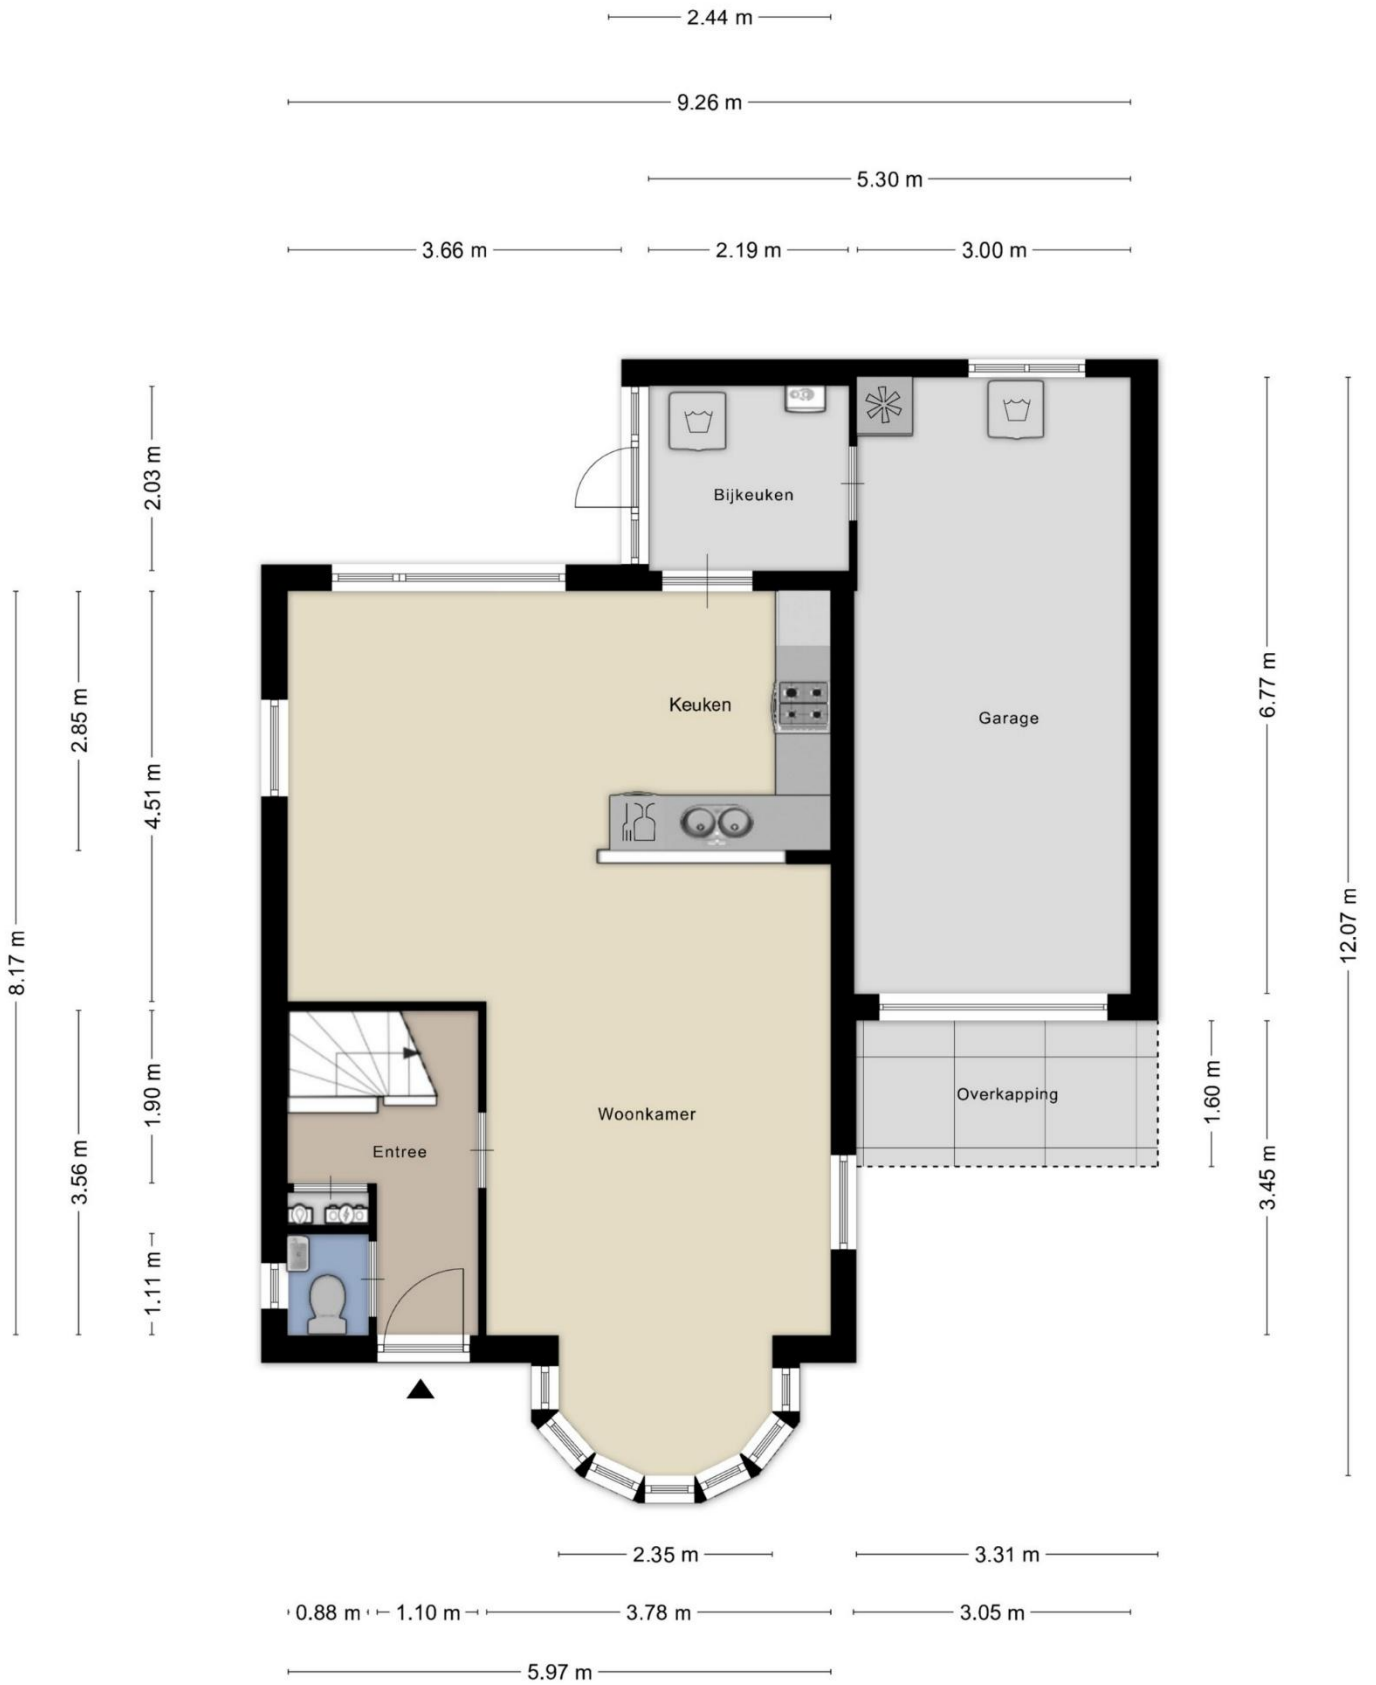 2.44 m
9.26 m
5.30 m
3.66 m
2.19 m
3.00 m
2.03 m
Bijkeuken
2.85 m
4.51 m
8.17 m
Keuken
Garage
6.77 m
12.07 m
Woonkamer
Entree
Overkapping
1.90 m
3.56 m
1.11 m
1.60 m
3.45 m
2.35 m
3.31 m
0.88 m
1.10 m
3.78 m
3.05 m
5.97 m